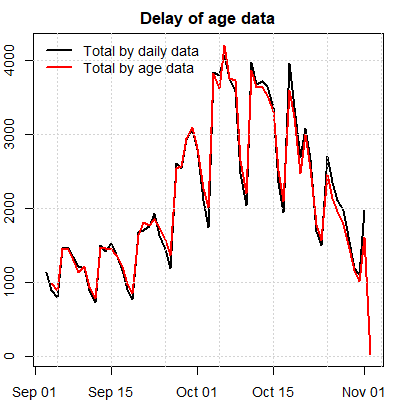 Delay of age data
Total by daily data
Total by age data
4000
3000
2000
1000
0
Sep 01 Sep 15 Oct 01 Oct 15 Nov 01